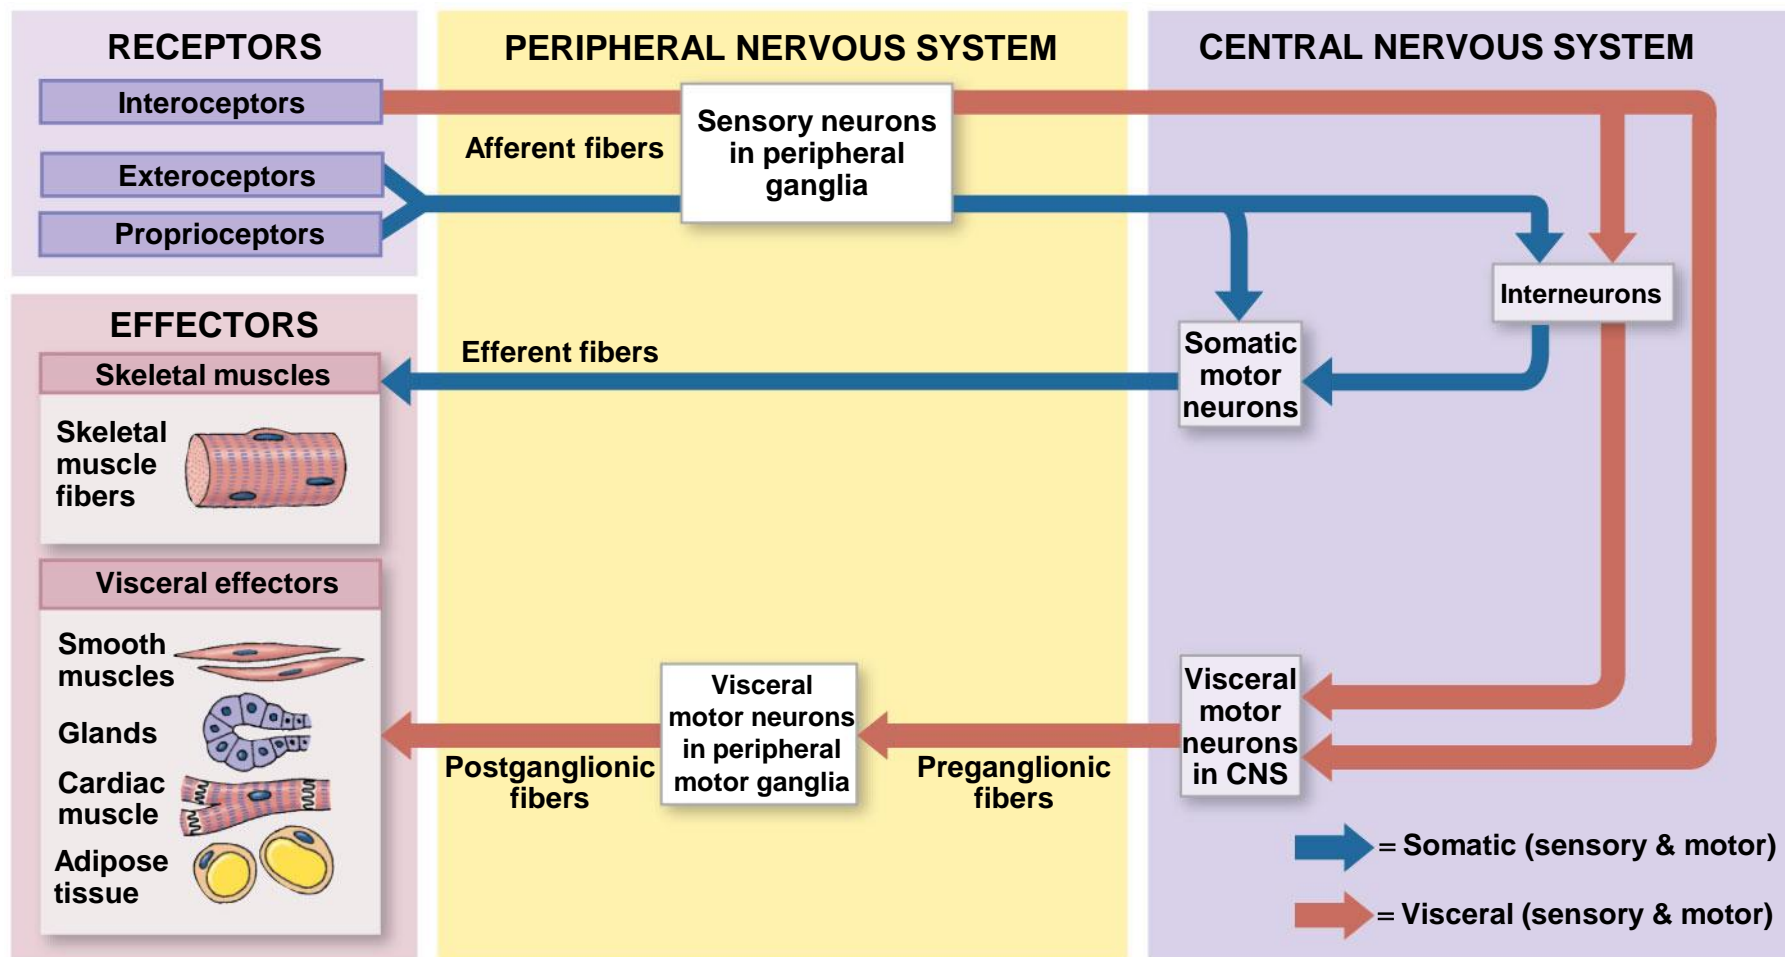 RECEPTORS
Interoceptors
Exteroceptors
Proprioceptors
EFFECTORS
Skeletal muscles
Skeletal
muscle
fibers
Visceral effectors
Smooth
muscles
Glands
Cardiac
muscle
Adipose
tissue
PERIPHERAL NERVOUS SYSTEM
Afferent fibers
Sensory neurons
in peripheral
ganglia
Efferent fibers
Postganglionic
fibers
Visceral
motor neurons
in peripheral
motor ganglia
Preganglionic
fibers
CENTRAL NERVOUS SYSTEM
Interneurons
Somatic
motor
neurons
Visceral
motor
neurons
in CNS
= Somatic (sensory & motor)
= Visceral (sensory & motor)